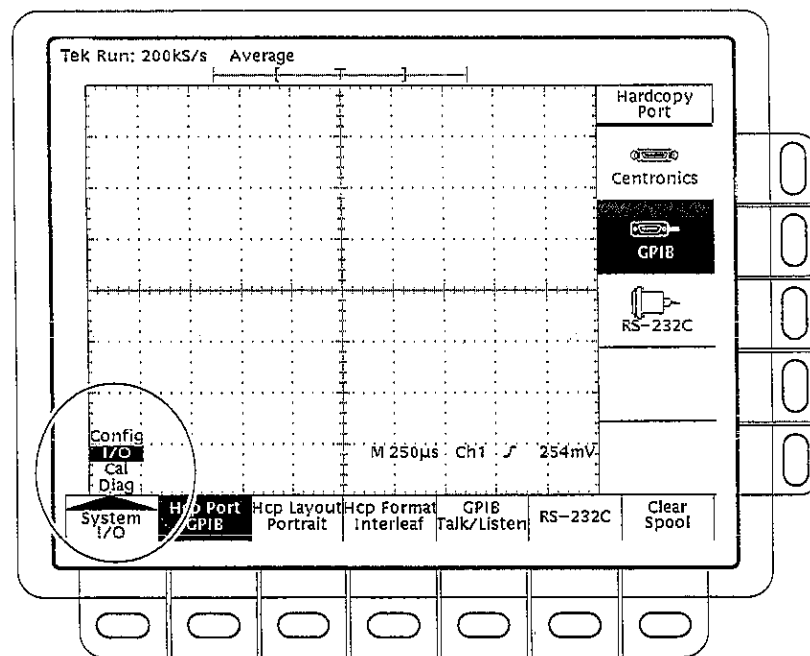 Tek Run: 200kS/s Average
Hardcopy
Port
Centronics
GPIB
RS-232C
Config
I/O
Cal
Diag
M 250µs Ch1 254mV
System
I/O
Hcp Port
GPIB
Hcp Layout
Portrait
Hcp Format
Interleaf
GPIB
Talk/Listen
RS-232C
Clear
Spool